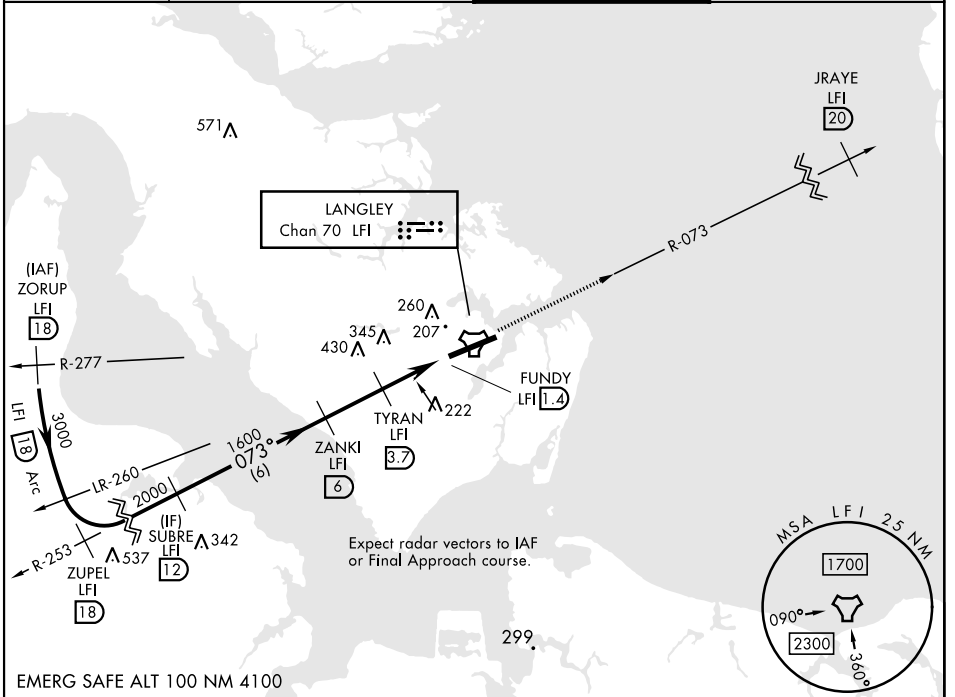 JRAYE
LFI
20
571
LANGLEY
Chan 70 LFI
R-073
(IAF)
ZORUP
LFI
18
R-277
260
207
345
430
FUNDY
LFI 1.4
222
TYRAN
LFI
3.7
ZANKI
LFI
6
LFI 18 Arc
3000
LR-260
1600
073°
(6)
2000
(IF)
SUBRE
LFI
12
342
R-253
537
ZUPEL
LFI
18
Expect radar vectors to IAF
or Final Approach course.
299
MSA LFI 25 NM
1700
090°
2300
360°
EMERG SAFE ALT 100 NM 4100